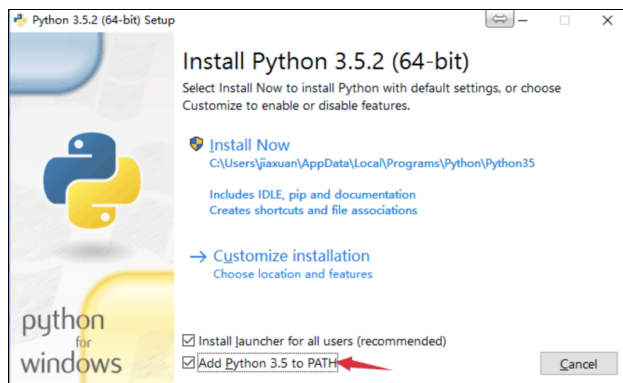 Python 3.5.2 (64-bit) Setup
Install Python 3.5.2 (64-bit)
Select Install Now to install Python with default settings, or choose
Customize to enable or disable features.
Install Now
C:\Users\jiaxuan\AppData\Local\Programs\Python\Python35
Includes IDLE, pip and documentation
Creates shortcuts and file associations
Customize installation
Choose location and features
python
for
windows
Install launcher for all users (recommended)
Add Python 3.5 to PATH
Cancel